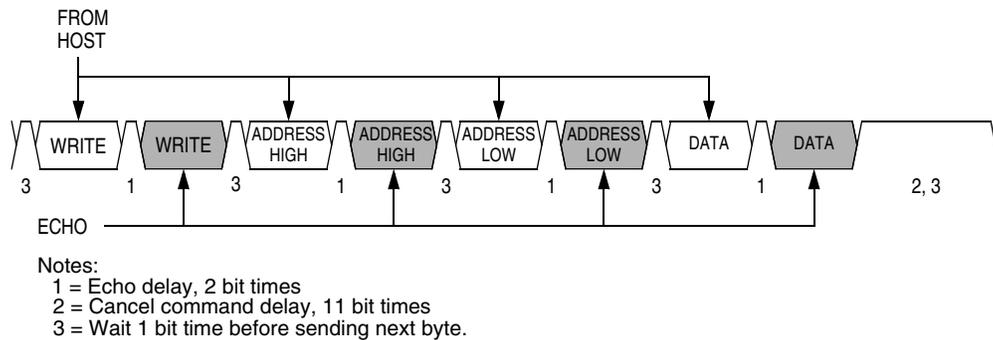 FROM
HOST
WRITE WRITE ADDRESS HIGH ADDRESS HIGH ADDRESS LOW ADDRESS LOW DATA DATA
3 1 3 1 3 1 3 1 2, 3
ECHO
Notes:
1 = Echo delay, 2 bit times
2 = Cancel command delay, 11 bit times
3 = Wait 1 bit time before sending next byte.